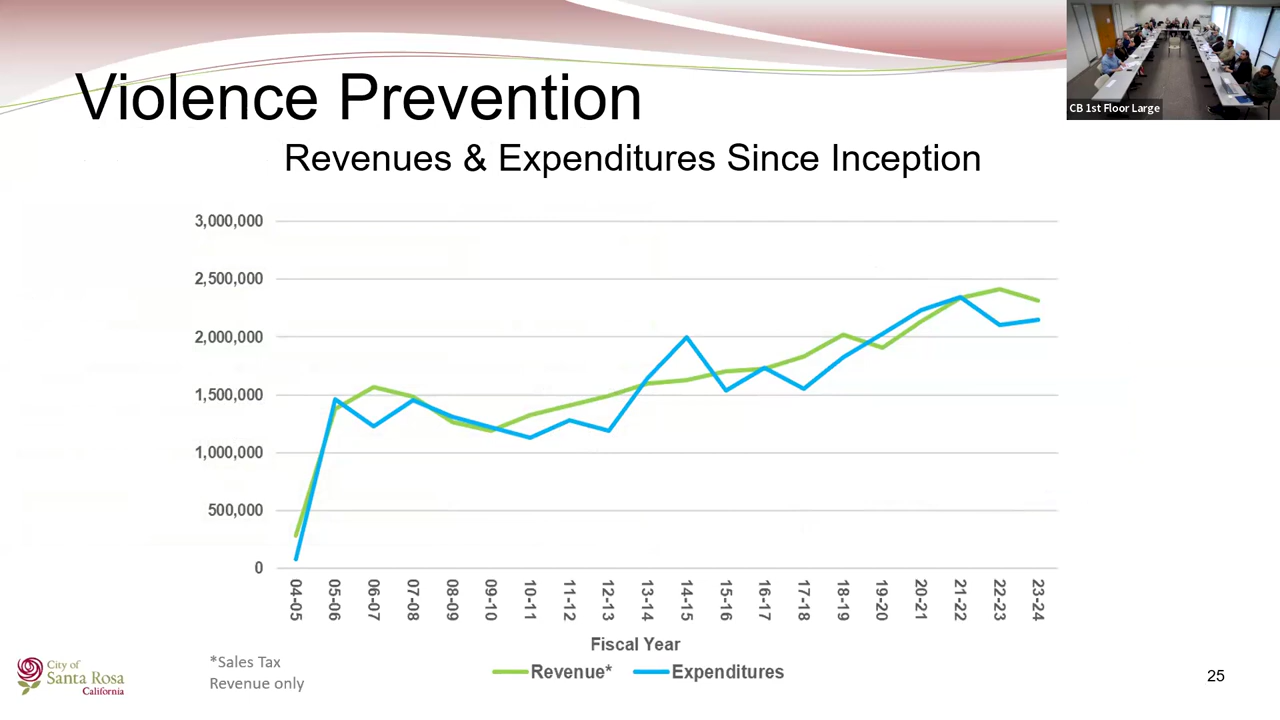 CB 1st Floor Large
Violence Prevention
Revenues & Expenditures Since Inception
3,000,000
2,500,000
2,000,000
1,500,000
1,000,000
500,000
0
04-05
05-06
06-07
07-08
08-09
09-10
10-11
11-12
12-13
13-14
14-15
15-16
16-17
17-18
18-19
19-20
20-21
21-22
22-23
23-24
Fiscal Year
Revenue*
Expenditures
*Sales Tax
Revenue only
City of
Santa Rosa
California
25